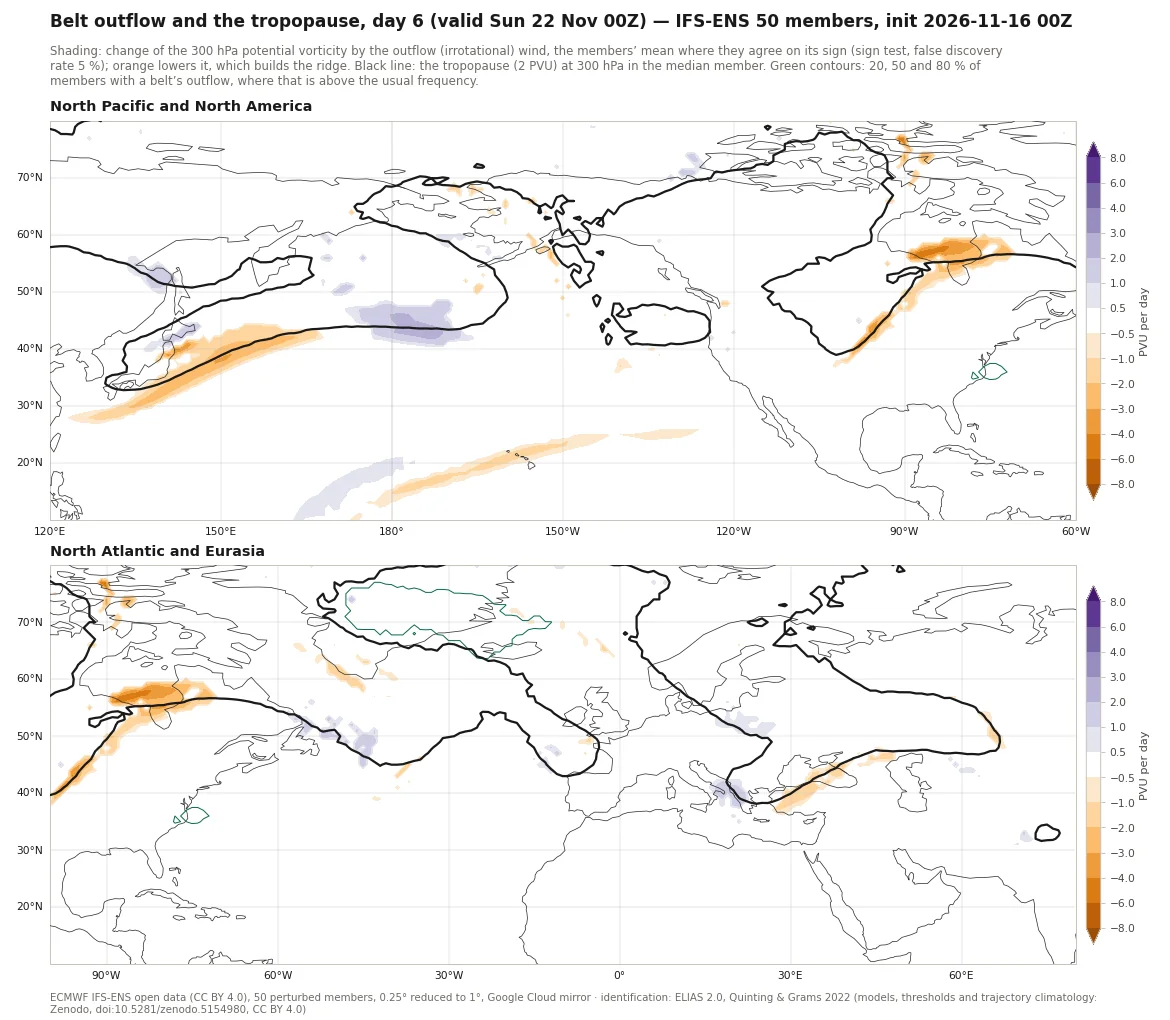 Belt outflow and the tropopause, day 6 (valid Sun 22 Nov 00Z) — IFS-ENS 50 members, init 2026-11-16 00Z
Shading: change of the 300 hPa potential vorticity by the outflow (irrotational) wind, the members’ mean where they agree on its sign (sign test, false discovery
rate 5 %); orange lowers it, which builds the ridge. Black line: the tropopause (2 PVU) at 300 hPa in the median member. Green contours: 20, 50 and 80 % of
members with a belt’s outflow, where that is above the usual frequency.
North Pacific and North America
70°N
60°N
50°N
40°N
30°N
20°N
120°E 150°E 180° 150°W 120°W 90°W 60°W
8.0
6.0
4.0
3.0
2.0
1.0
0.5
−0.5
−1.0
−2.0
−3.0
−4.0
−6.0
−8.0
PVU per day
North Atlantic and Eurasia
70°N
60°N
50°N
40°N
30°N
20°N
90°W 60°W 30°W 0° 30°E 60°E
8.0
6.0
4.0
3.0
2.0
1.0
0.5
−0.5
−1.0
−2.0
−3.0
−4.0
−6.0
−8.0
PVU per day
ECMWF IFS-ENS open data (CC BY 4.0), 50 perturbed members, 0.25° reduced to 1°, Google Cloud mirror · identification: ELIAS 2.0, Quinting & Grams 2022 (models, thresholds and trajectory climatology:
Zenodo, doi:10.5281/zenodo.5154980, CC BY 4.0)